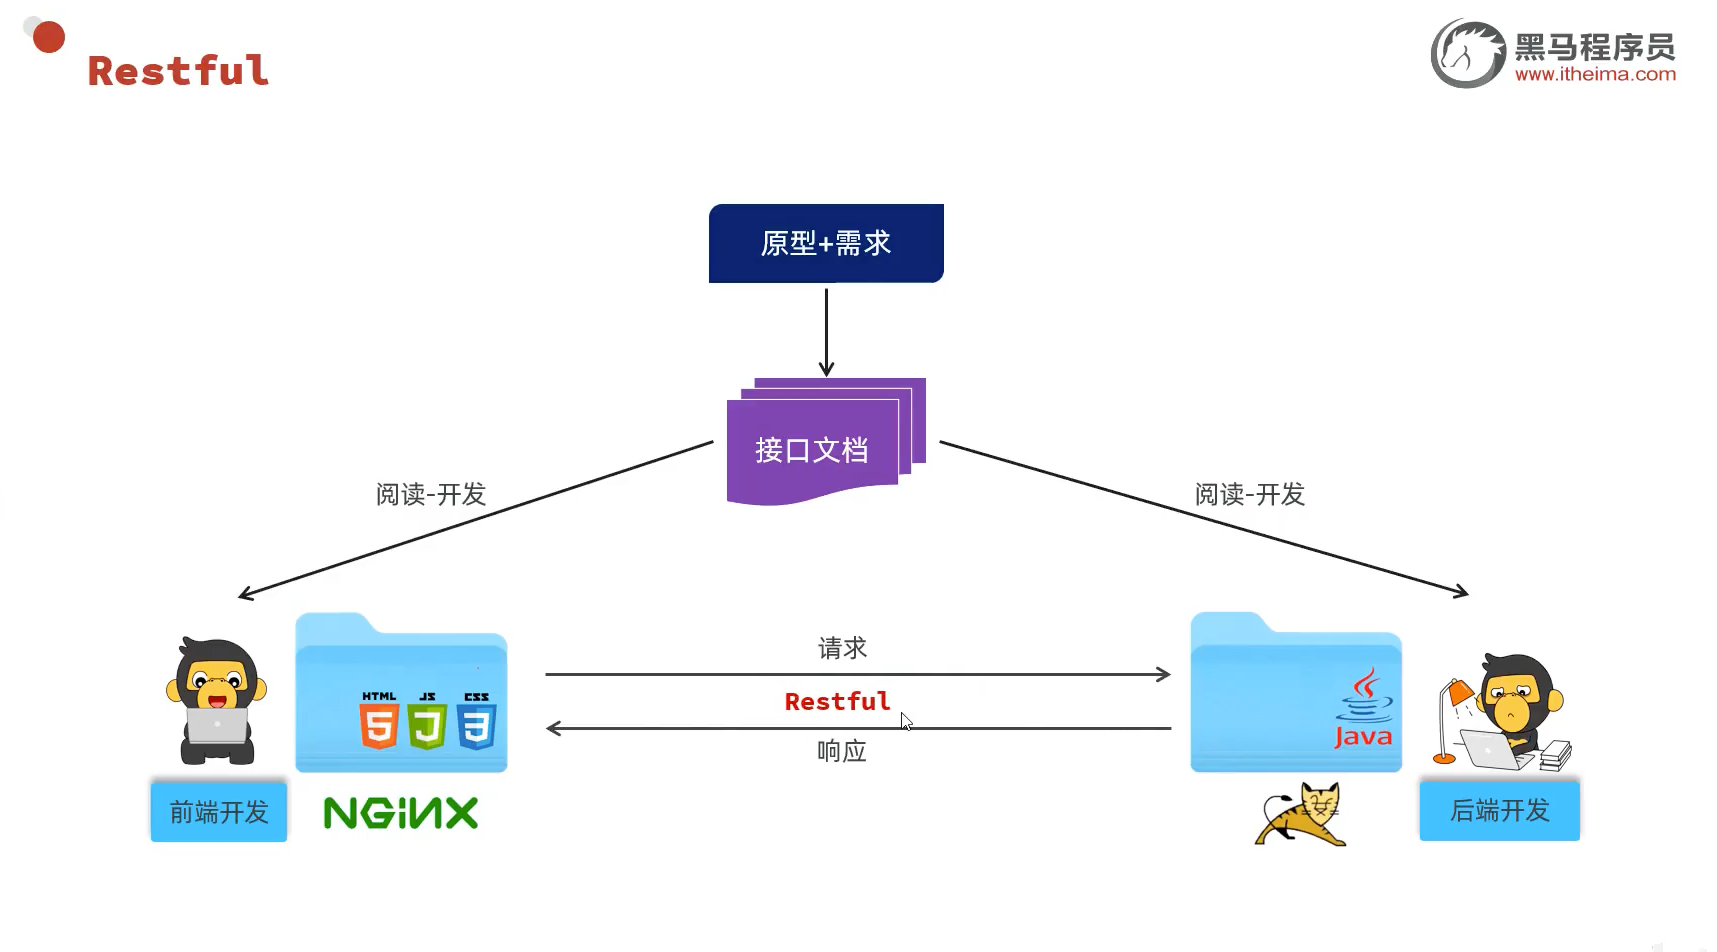 Restful
黑马程序员
www.itheima.com
原型+需求
接口文档
阅读-开发
阅读-开发
请求
Restful
响应
HTML JS CSS
5 J 3
Java
前端开发
NGiNX
后端开发